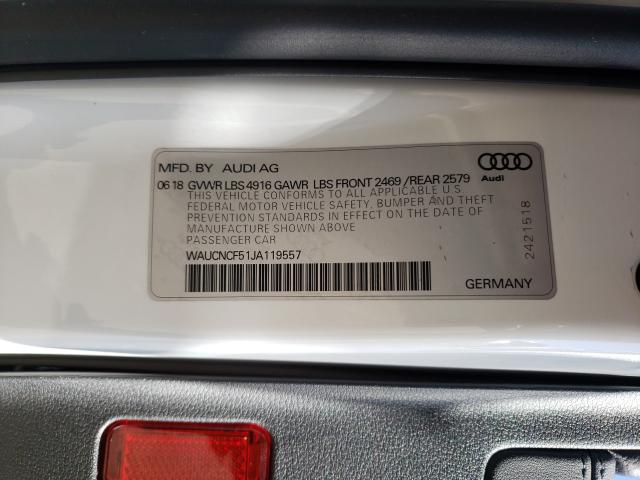 MFD. BY AUDI AG
06 18 GVWR LBS 4916 GAWR LBS FRONT 2469 /REAR 2579
Audi
THIS VEHICLE CONFORMS TO ALL APPLICABLE U.S.
FEDERAL MOTOR VEHICLE SAFETY, BUMPER AND THEFT
PREVENTION STANDARDS IN EFFECT ON THE DATE OF
MANUFACTURE SHOWN ABOVE
PASSENGER CAR
WAUCNCF51JA119557
GERMANY
2421518